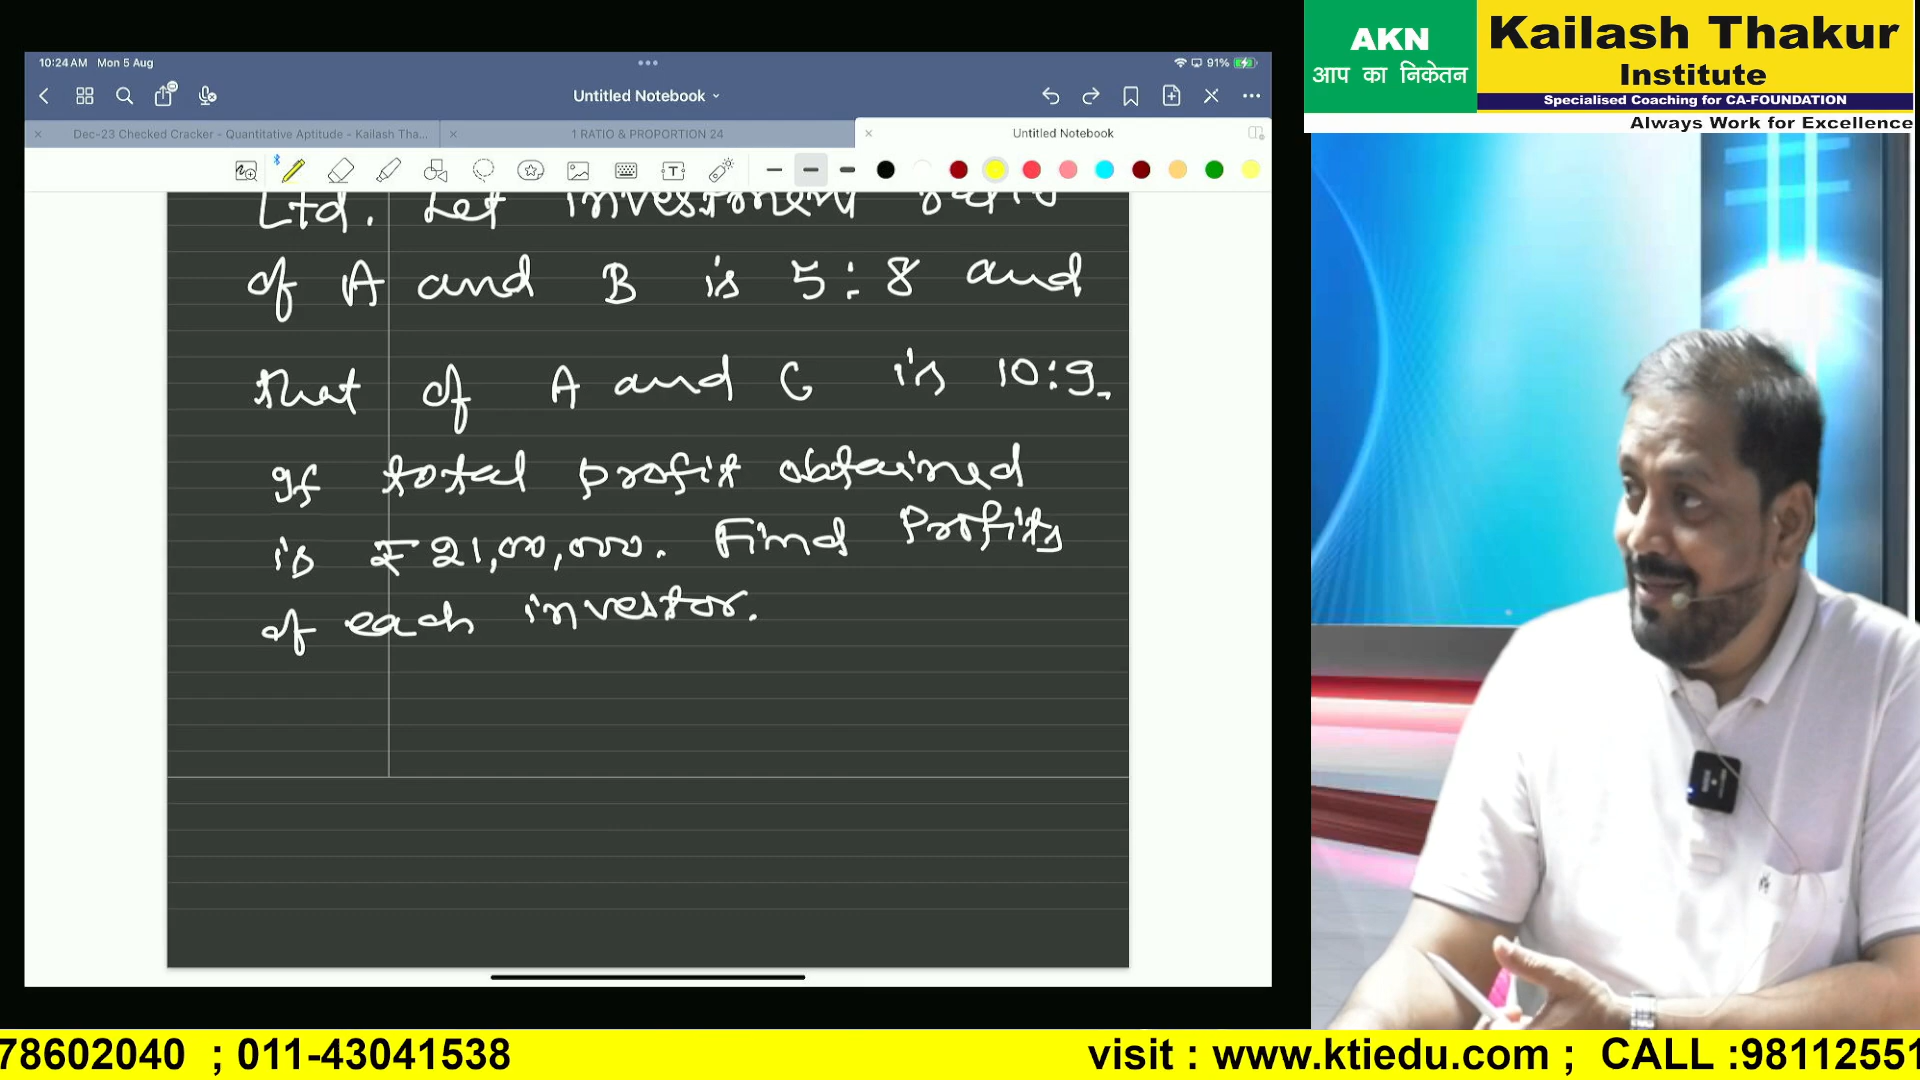 10:24 AM Mon 5 Aug
91%
Untitled Notebook
Dec-23 Checked Cracker - Quantitative Aptitude - Kailash Tha...
1 RATIO & PROPORTION 24
Untitled Notebook
Ltd. Let investment ratio
of A and B is 5:8 and
that of A and C is 10:9.
If total profit obtained
is ₹ 21,00,000. Find Profits
of each investor.
AKN
आप का निकेतन
Kailash Thakur
Institute
Specialised Coaching for CA-FOUNDATION
Always Work for Excellence
78602040 ; 011-43041538
visit : www.ktiedu.com ; CALL :98112551